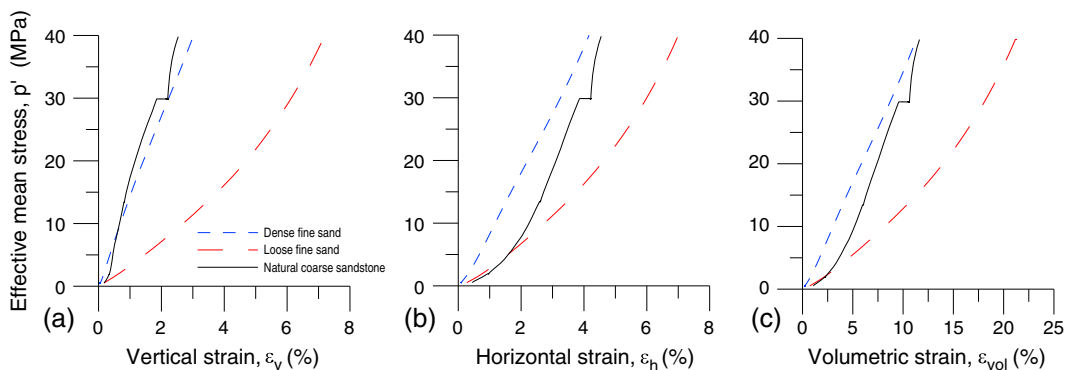 Effective mean stress, p' (MPa)
40
30
20
10
0
(a)
0 2 4 6 8
Vertical strain, εv (%)
Dense fine sand
Loose fine sand
Natural coarse sandstone
40
30
20
10
0
(b)
0 2 4 6 8
Horizontal strain, εh (%)
40
30
20
10
0
(c)
0 5 10 15 20 25
Volumetric strain, εvol (%)